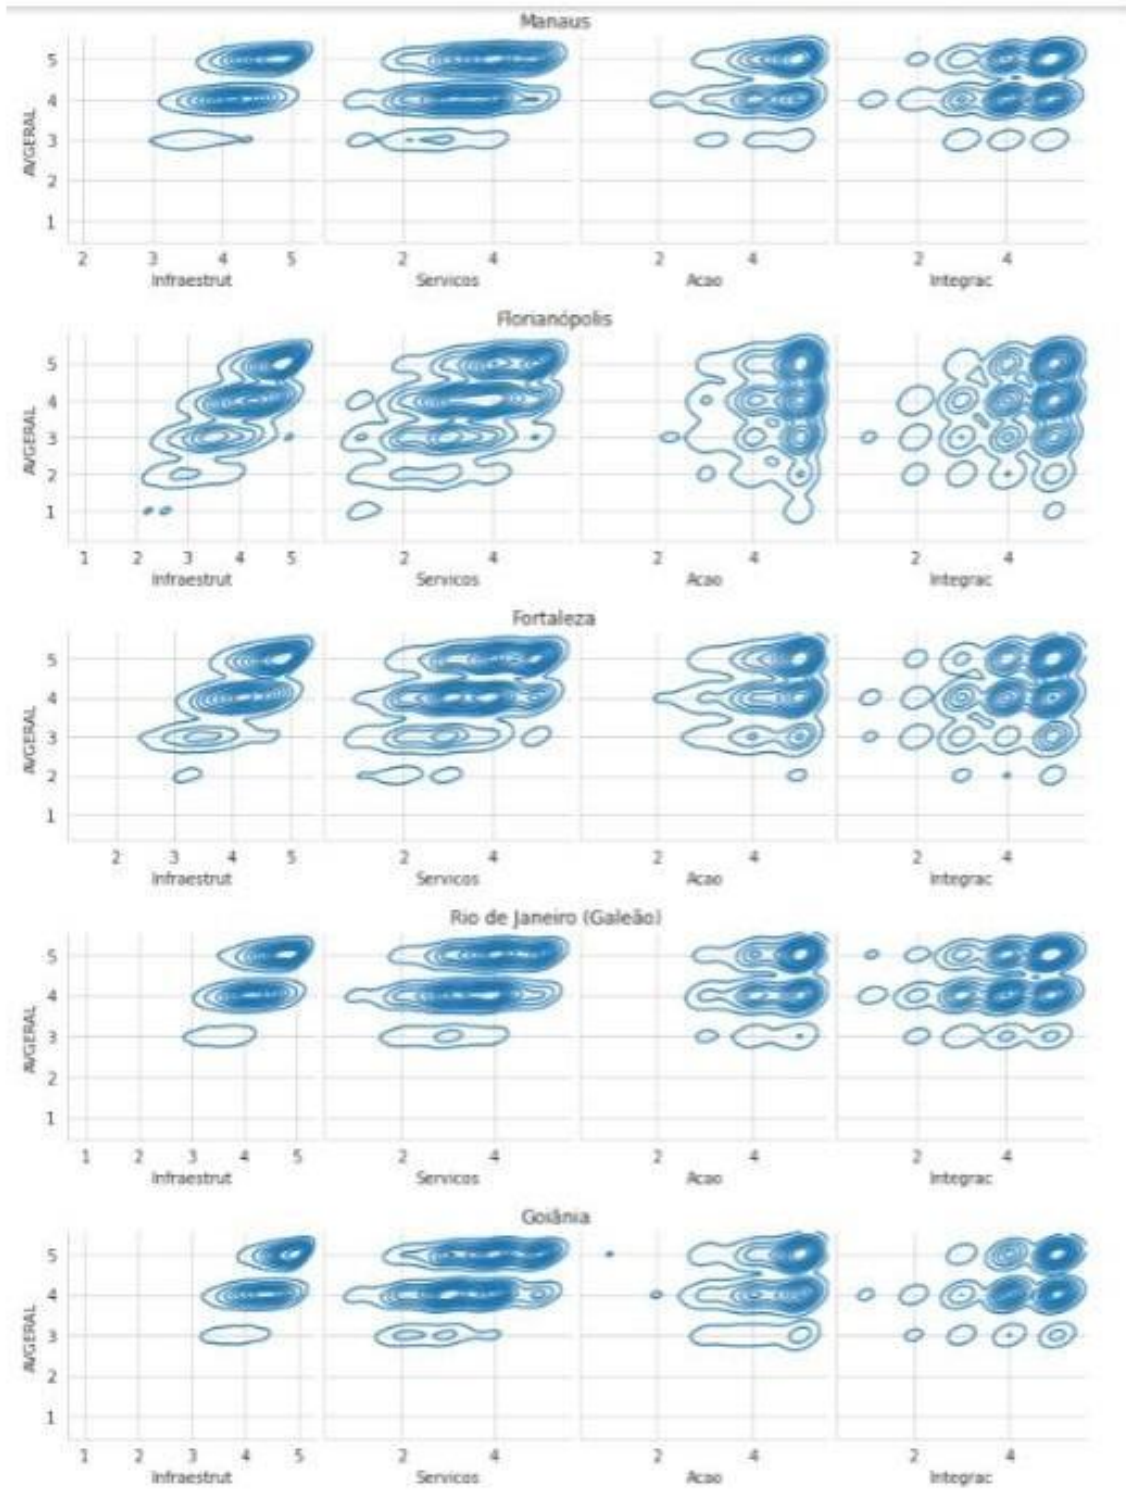 Manaus
AVGERAL
5
4
3
2
1
2 3 4 5 2 4 2 4 2 4
Infraestrut Servicos Acao Integrac
Florianópolis
AVGERAL
5
4
3
2
1
1 2 3 4 5 2 4 2 4 2 4
Infraestrut Servicos Acao Integrac
Fortaleza
AVGERAL
5
4
3
2
1
2 3 4 5 2 4 2 4 2 4
Infraestrut Servicos Acao Integrac
Rio de Janeiro (Galeão)
AVGERAL
5
4
3
2
1
1 2 3 4 5 2 4 2 4 2 4
Infraestrut Servicos Acao Integrac
Goiânia
AVGERAL
5
4
3
2
1
1 2 3 4 5 2 4 2 4 2 4
Infraestrut Servicos Acao Integrac